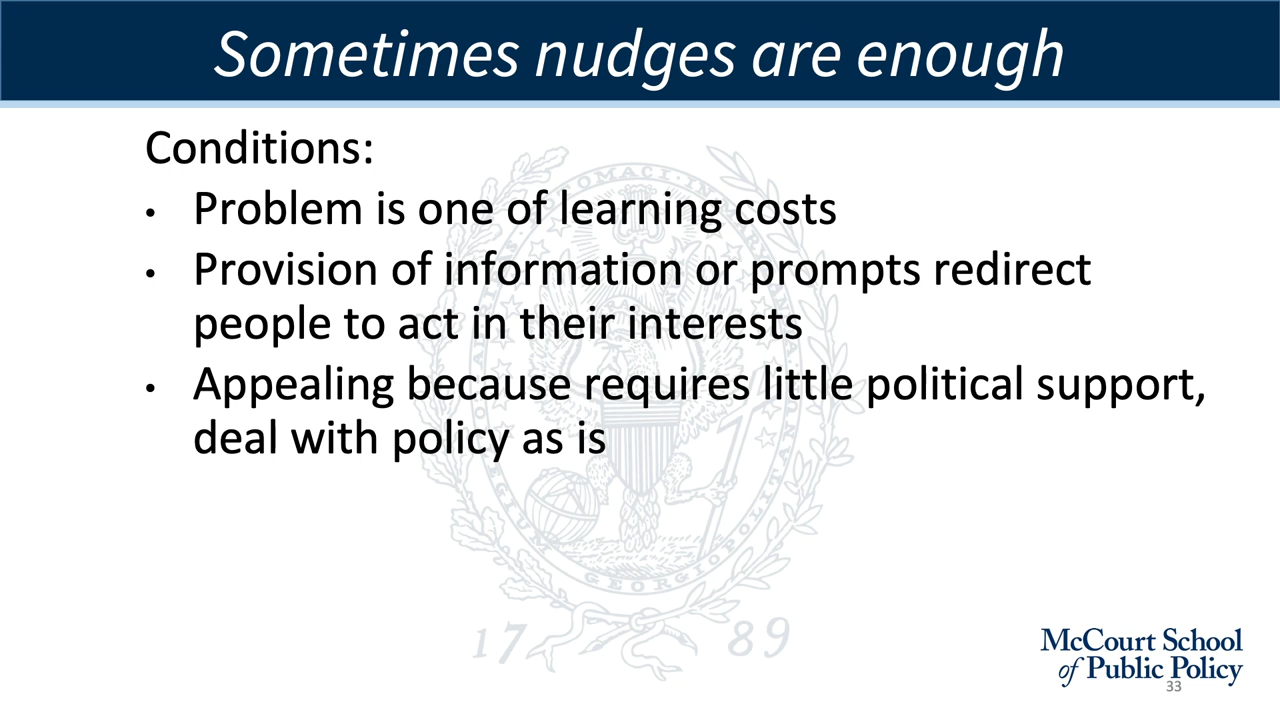 Sometimes nudges are enough
Conditions:
• Problem is one of learning costs
• Provision of information or prompts redirect
people to act in their interests
• Appealing because requires little political support,
deal with policy as is
17 89
McCourt School
of Public Policy
33